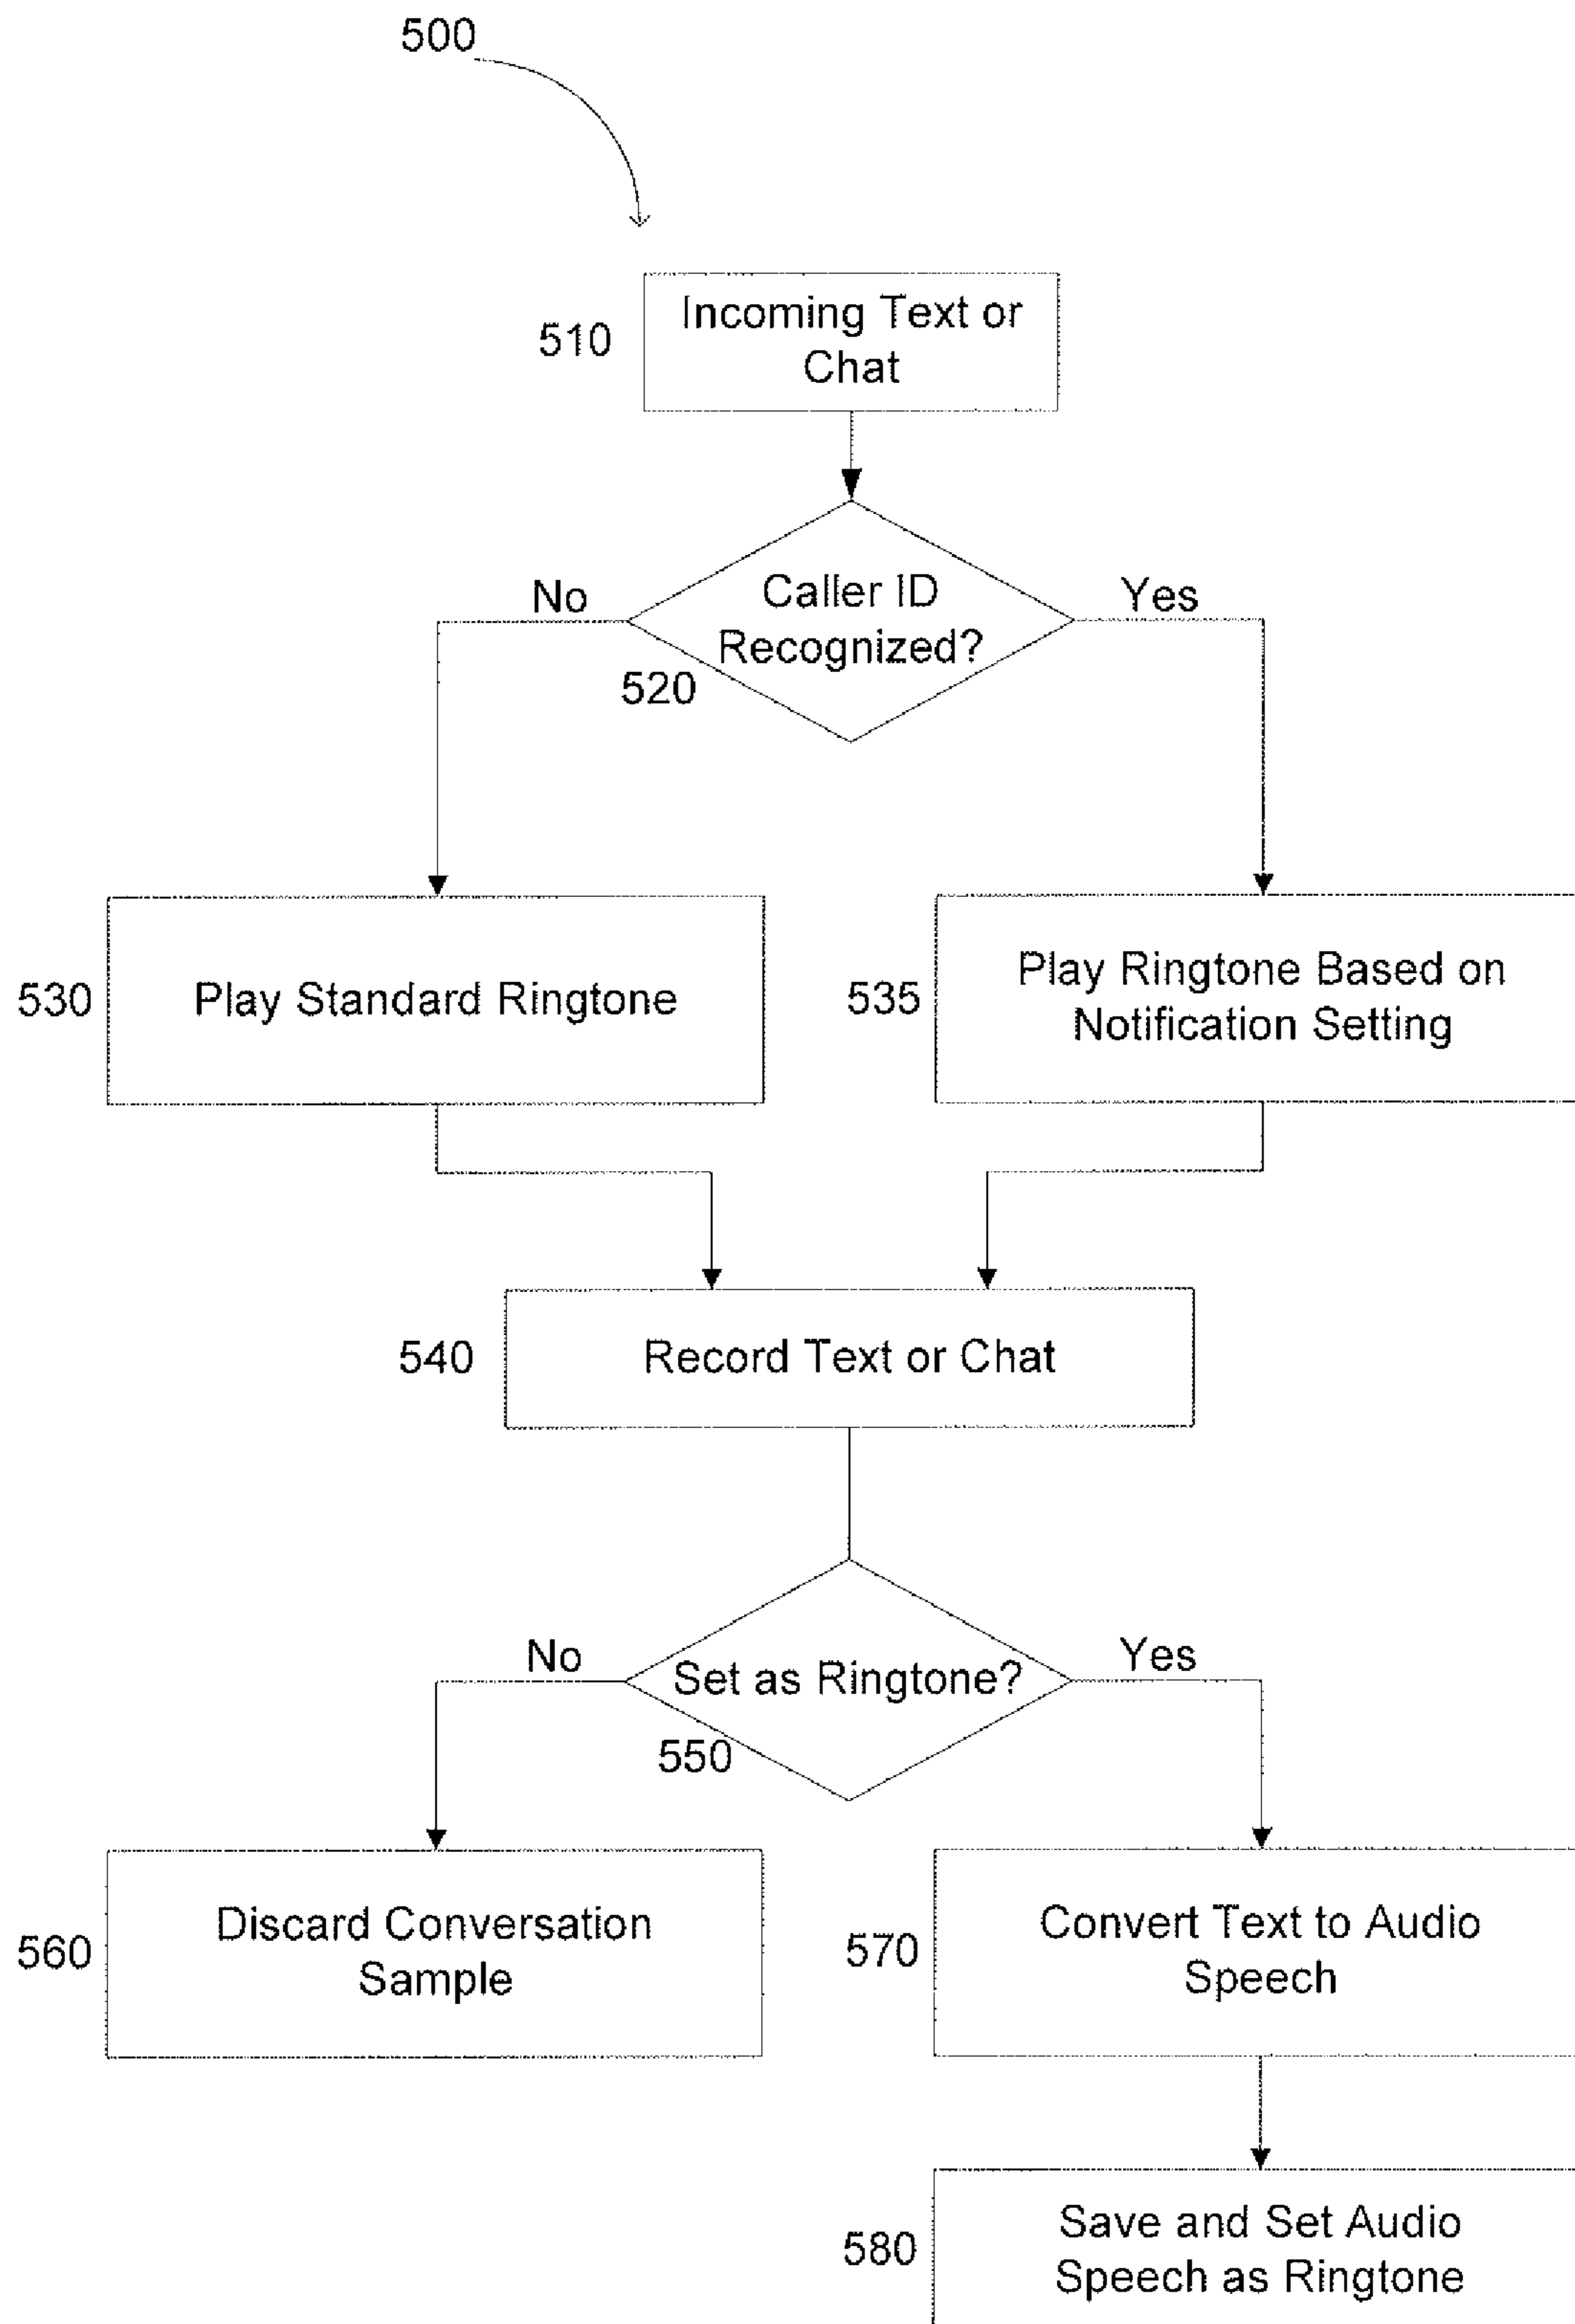 500
510
Incoming Text or
Chat
No
Caller ID
Recognized?
Yes
520
530
Play Standard Ringtone
535
Play Ringtone Based on
Notification Setting
540
Record Text or Chat
No
Set as Ringtone?
Yes
550
560
Discard Conversation
Sample
570
Convert Text to Audio
Speech
580
Save and Set Audio
Speech as Ringtone